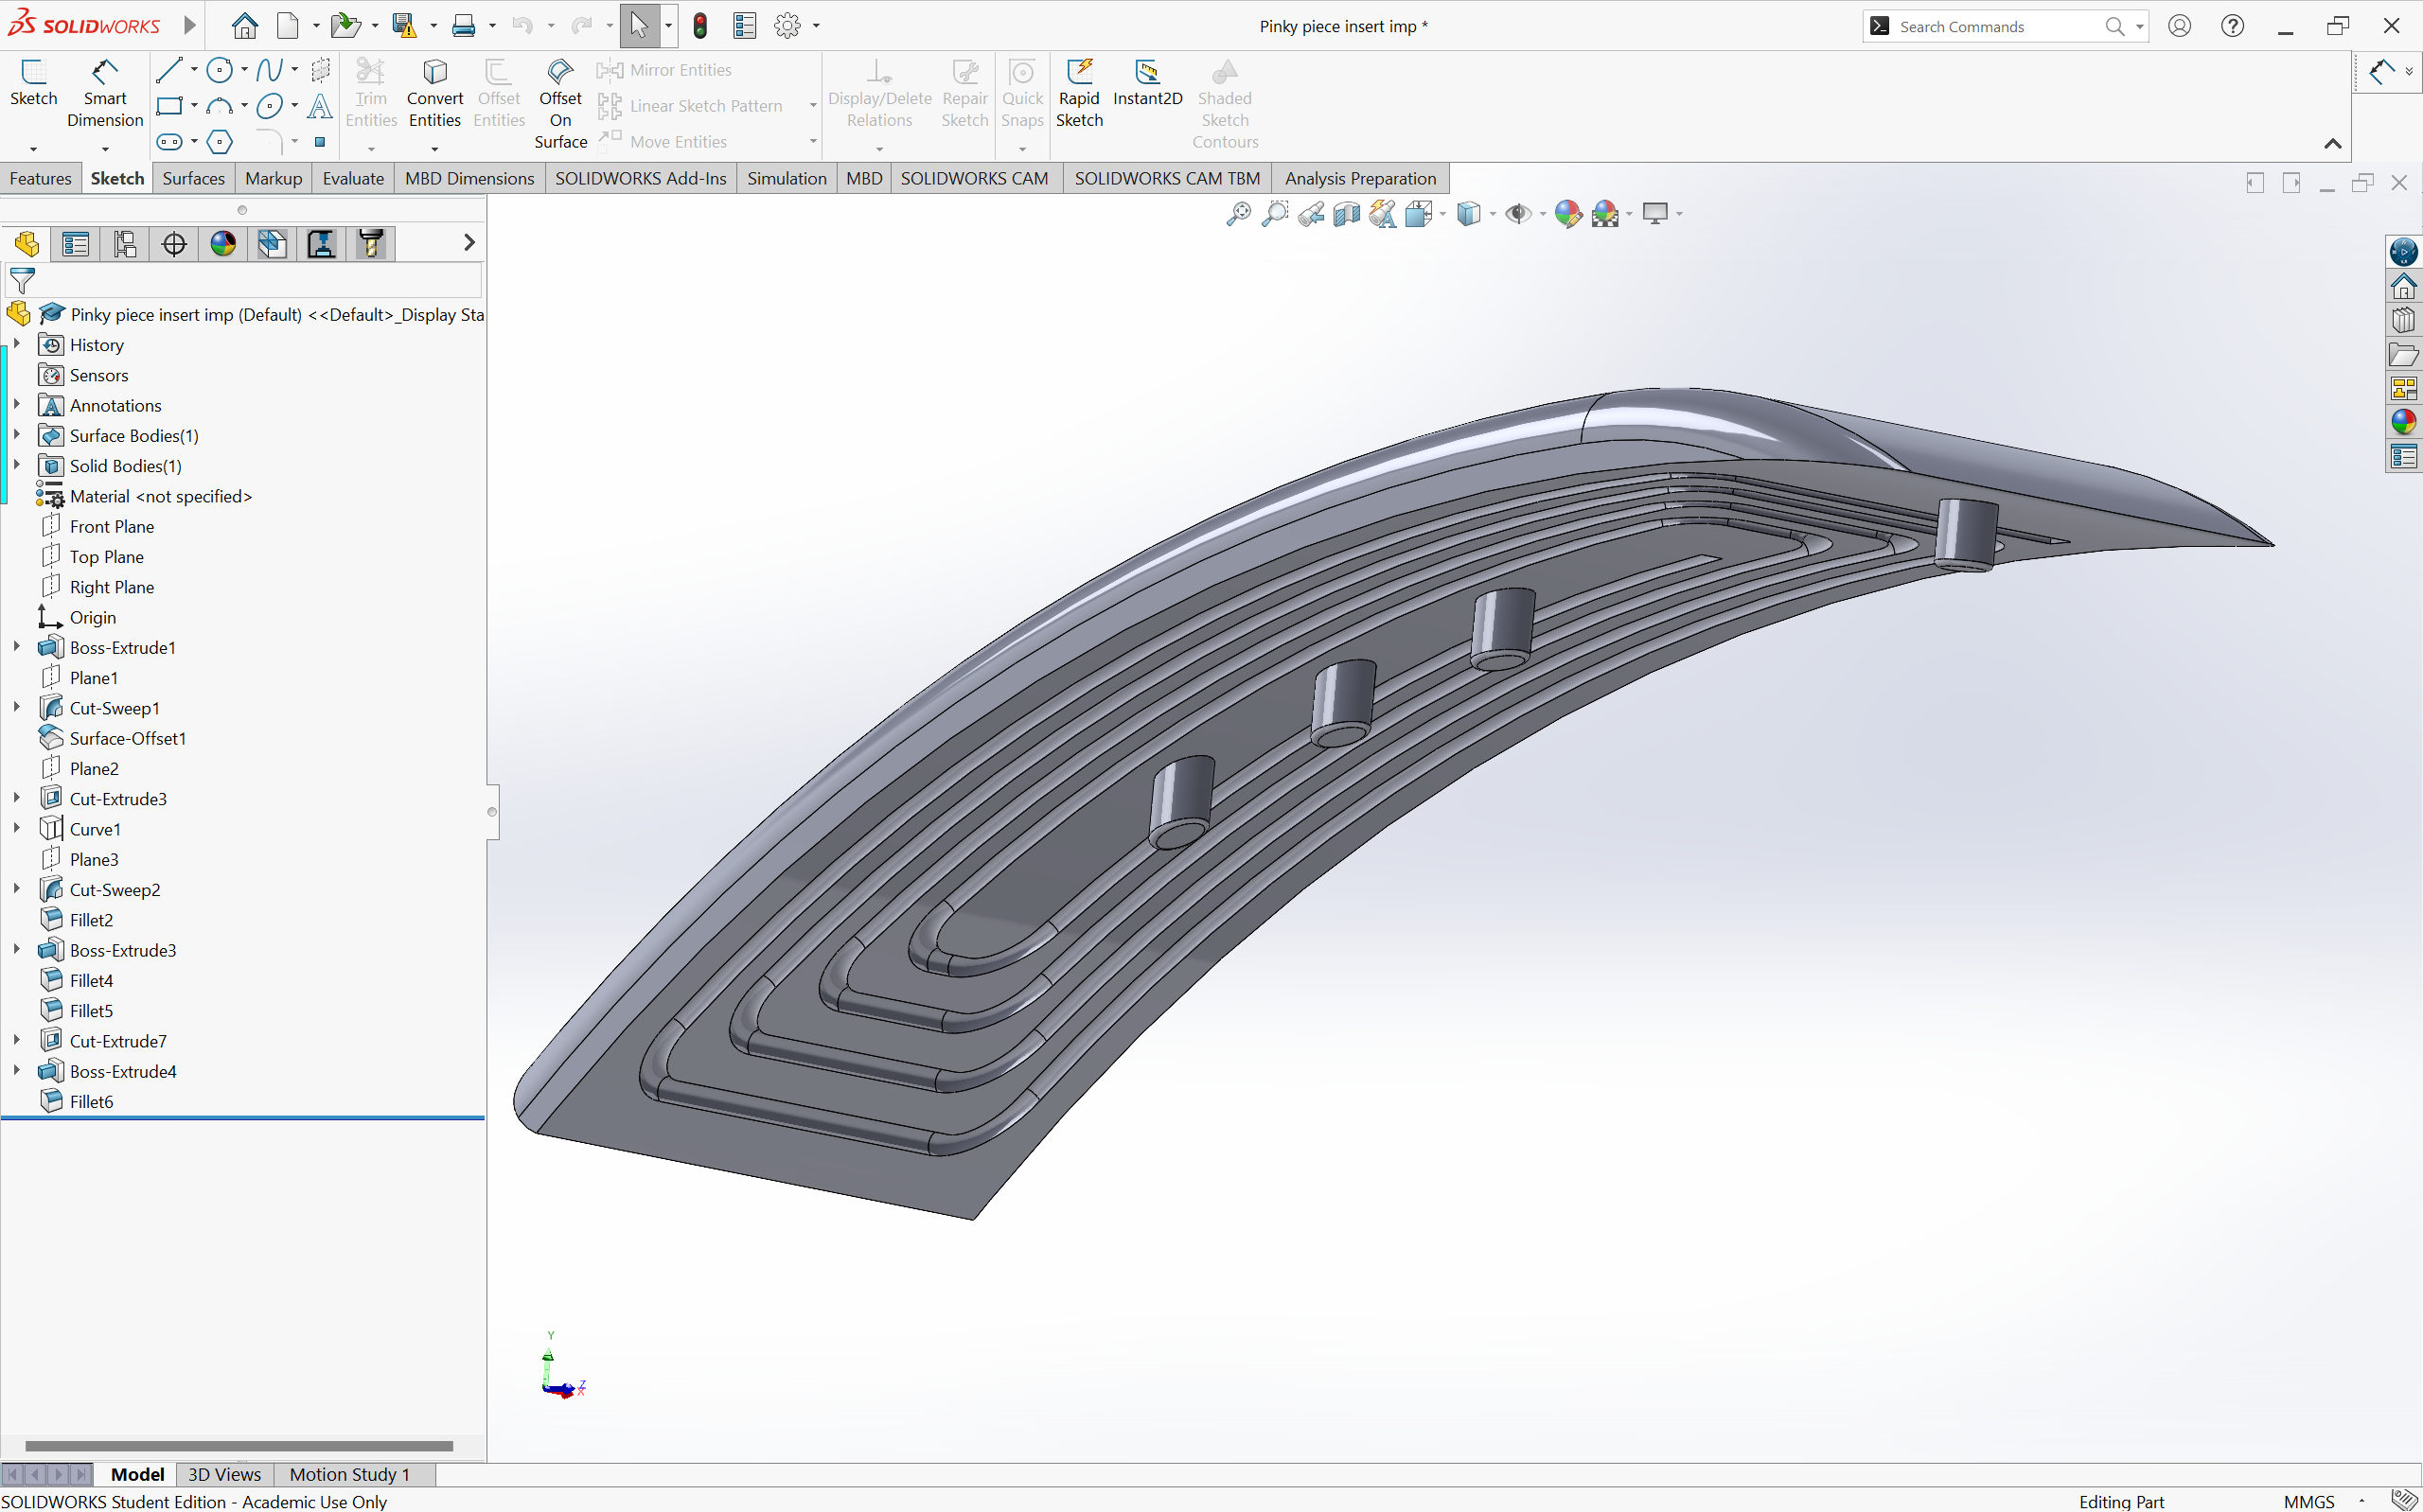 SOLIDWORKS
Pinky piece insert imp *
Search Commands
Sketch
Smart Dimension
Trim Entities
Convert Entities
Offset Entities
Offset On Surface
Mirror Entities
Linear Sketch Pattern
Move Entities
Display/Delete Relations
Repair Sketch
Quick Snaps
Rapid Sketch
Instant2D
Shaded Sketch Contours
Features
Sketch
Surfaces
Markup
Evaluate
MBD Dimensions
SOLIDWORKS Add-Ins
Simulation
MBD
SOLIDWORKS CAM
SOLIDWORKS CAM TBM
Analysis Preparation
Pinky piece insert imp (Default) <<Default>_Display Sta
History
Sensors
Annotations
Surface Bodies(1)
Solid Bodies(1)
Material <not specified>
Front Plane
Top Plane
Right Plane
Origin
Boss-Extrude1
Plane1
Cut-Sweep1
Surface-Offset1
Plane2
Cut-Extrude3
Curve1
Plane3
Cut-Sweep2
Fillet2
Boss-Extrude3
Fillet4
Fillet5
Cut-Extrude7
Boss-Extrude4
Fillet6
Y
Z
X
Model
3D Views
Motion Study 1
SOLIDWORKS Student Edition - Academic Use Only
Editing Part
MMGS